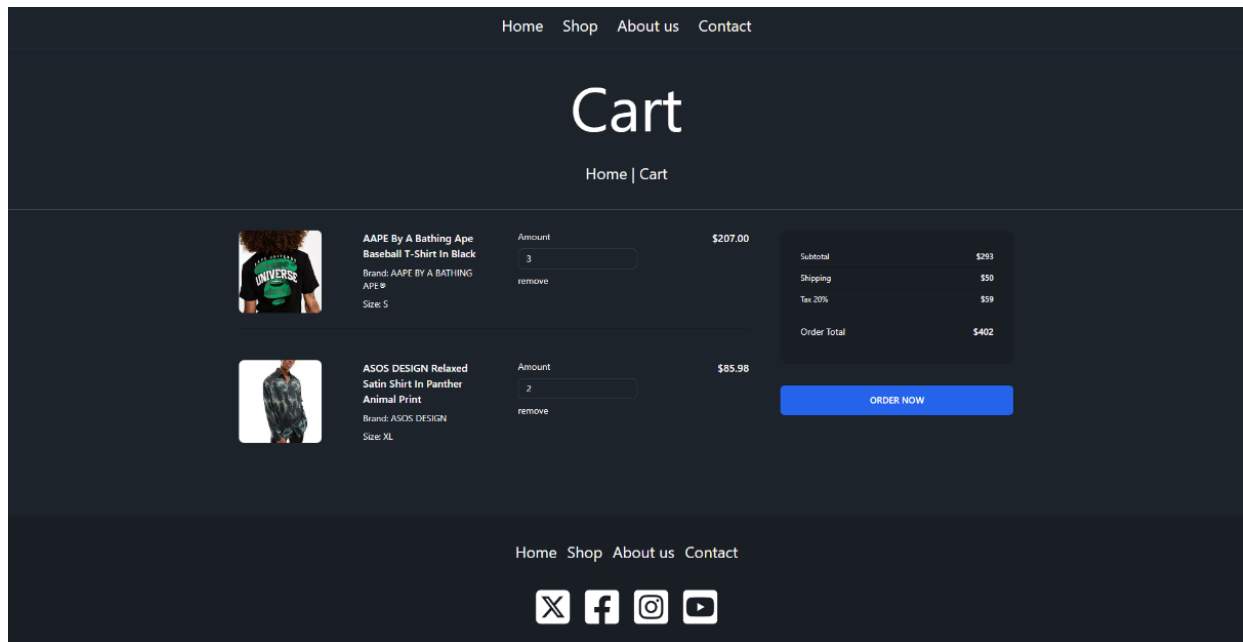 Home Shop About us Contact
Cart
Home | Cart
UNIVERSE
AAPE By A Bathing Ape
Baseball T-Shirt In Black
Brand: AAPE BY A BATHING
APE®
Size: S
Amount
3
remove
$207.00
ASOS DESIGN Relaxed
Satin Shirt In Panther
Animal Print
Brand: ASOS DESIGN
Size: XL
Amount
2
remove
$85.98
Subtotal $293
Shipping $50
Tax 20% $59
Order Total $402
ORDER NOW
Home Shop About us Contact